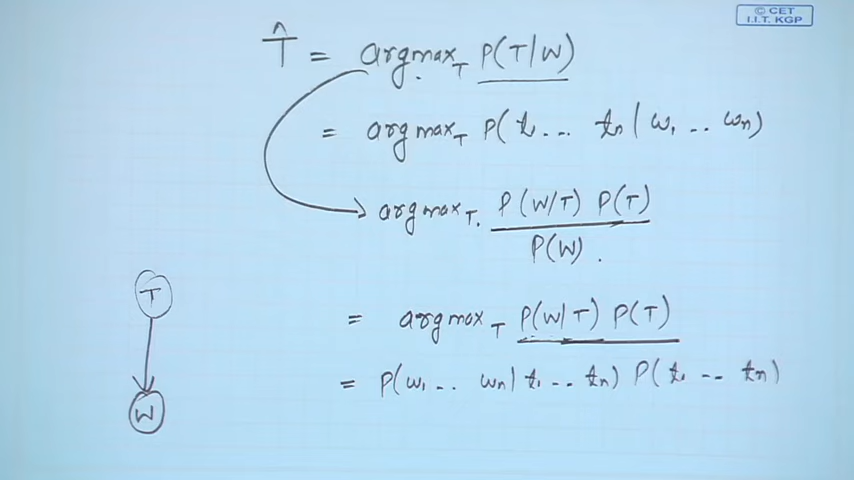 © CET
I.I.T. KGP
T̂ = argmax_T P(T/W)
= argmax_T P(t1... tn | w1 .. wn)
argmax_T. P(W/T) P(T)
P(W).
= argmax_T P(W|T) P(T)
= P(w1 .. wn| t1 .. tn) P(t1 -- tn)
T
W